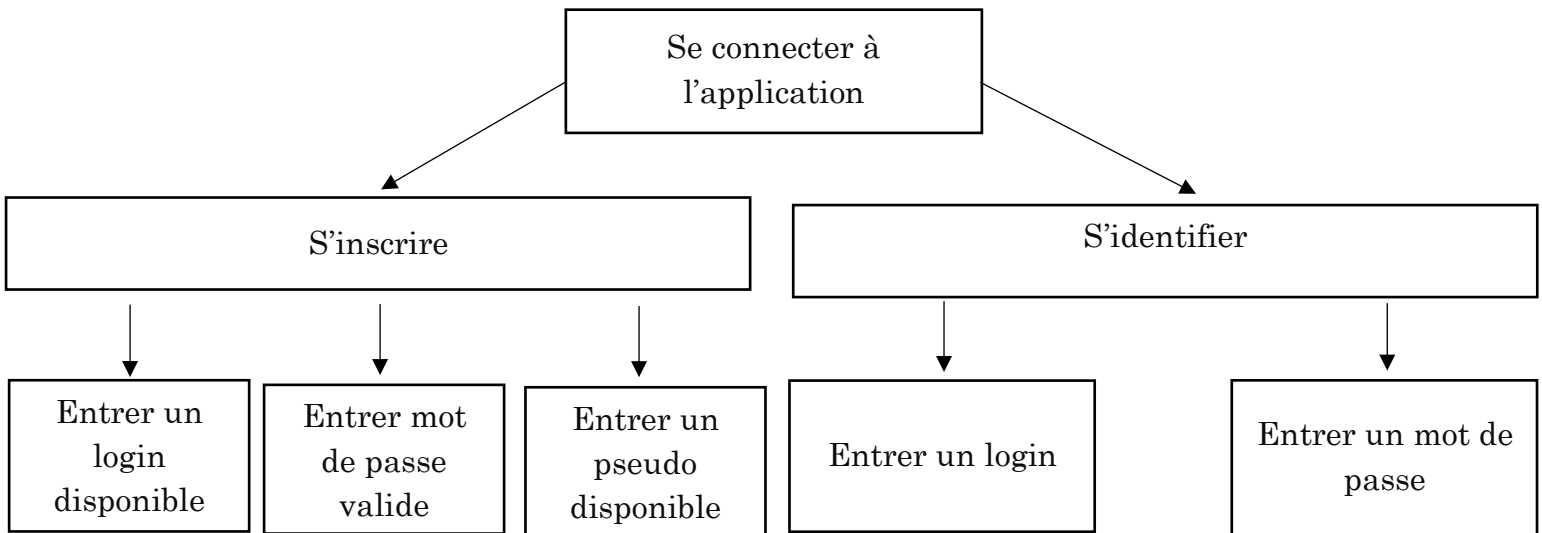 Se connecter à
l’application
S’inscrire
S’identifier
Entrer un
login
disponible
Entrer mot
de passe
valide
Entrer un
pseudo
disponible
Entrer un login
Entrer un mot de
passe